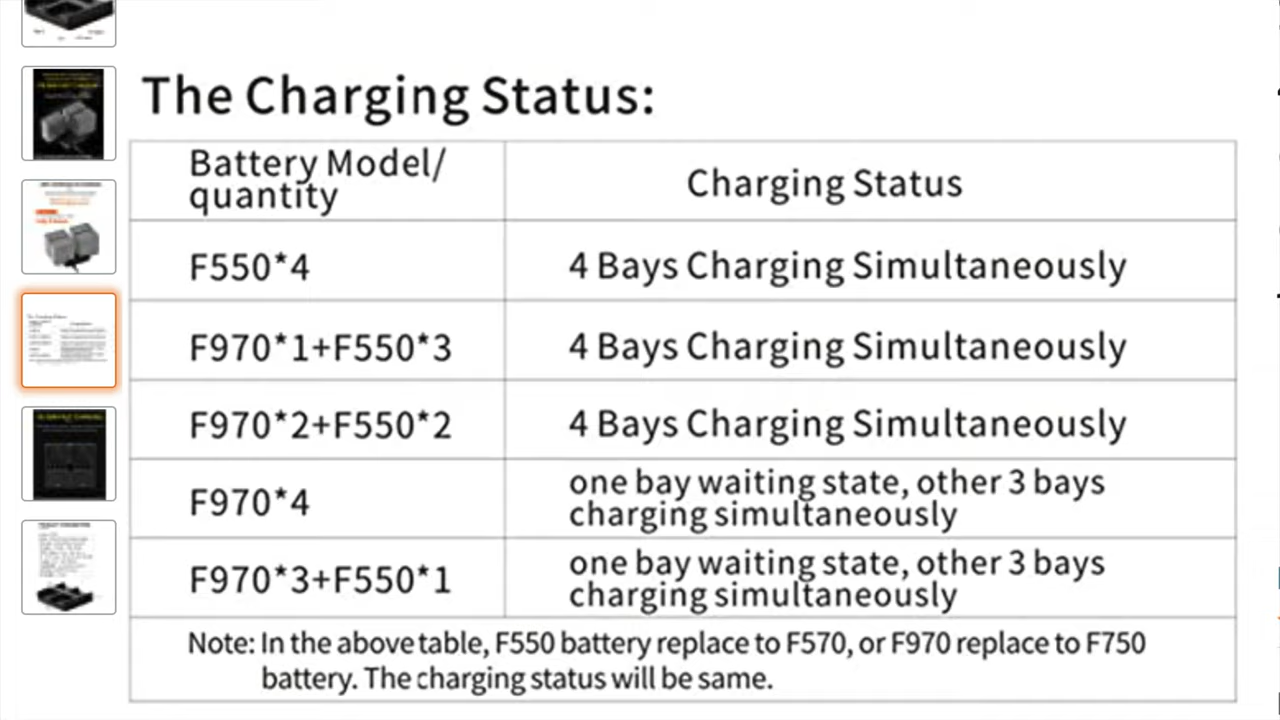 The Charging Status:
Battery Model/
quantity
Charging Status
F550*4
4 Bays Charging Simultaneously
F970*1+F550*3
4 Bays Charging Simultaneously
F970*2+F550*2
4 Bays Charging Simultaneously
F970*4
one bay waiting state, other 3 bays
charging simultaneously
F970*3+F550*1
one bay waiting state, other 3 bays
charging simultaneously
Note: In the above table, F550 battery replace to F570, or F970 replace to F750
battery. The charging status will be same.